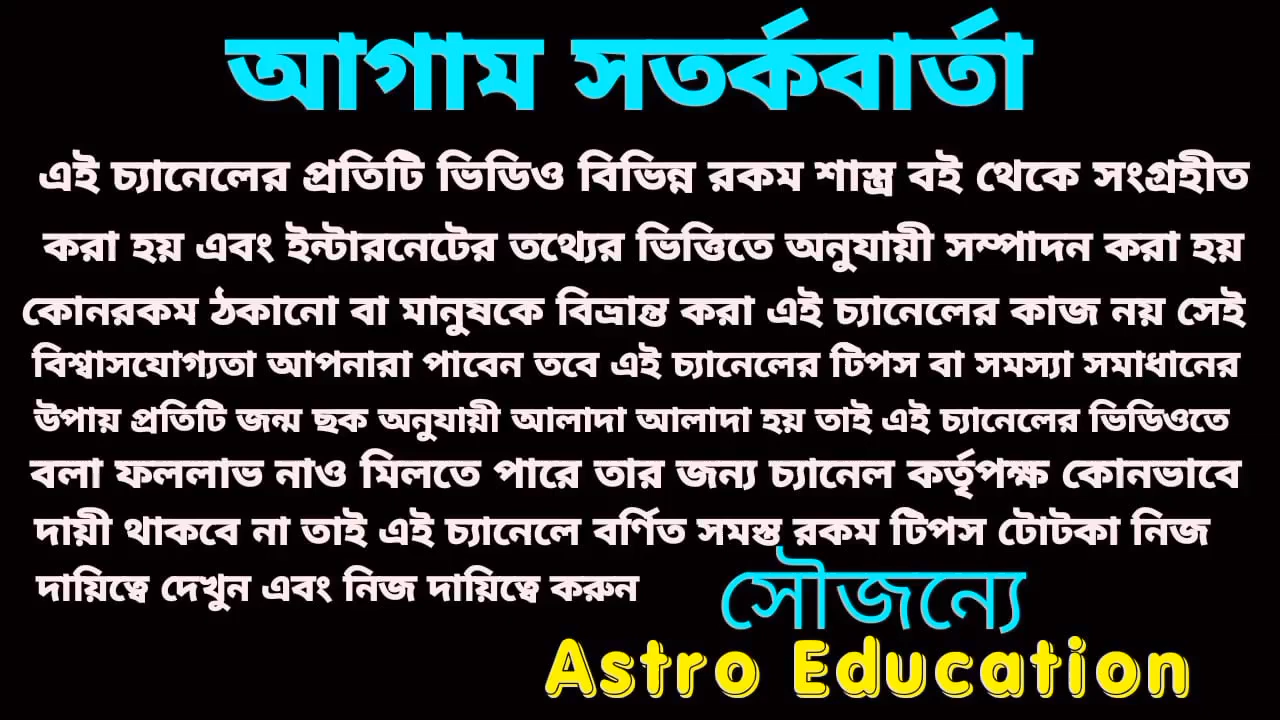 আগাম সতর্কবার্তা
এই চ্যানেলের প্রতিটি ভিডিও বিভিন্ন রকম শাস্ত্র বই থেকে সংগ্রহীত
করা হয় এবং ইন্টারনেটের তথ্যের ভিত্তিতে অনুযায়ী সম্পাদন করা হয়
কোনরকম ঠকানো বা মানুষকে বিভ্রান্ত করা এই চ্যানেলের কাজ নয় সেই
বিশ্বাসযোগ্যতা আপনারা পাবেন তবে এই চ্যানেলের টিপস বা সমস্যা সমাধানের
উপায় প্রতিটি জন্ম ছক অনুযায়ী আলাদা আলাদা হয় তাই এই চ্যানেলের ভিডিওতে
বলা ফললাভ নাও মিলতে পারে তার জন্য চ্যানেল কর্তৃপক্ষ কোনভাবে
দায়ী থাকবে না তাই এই চ্যানেলে বর্ণিত সমস্ত রকম টিপস টোটকা নিজ
দায়িত্বে দেখুন এবং নিজ দায়িত্বে করুন
সৌজন্যে
Astro Education